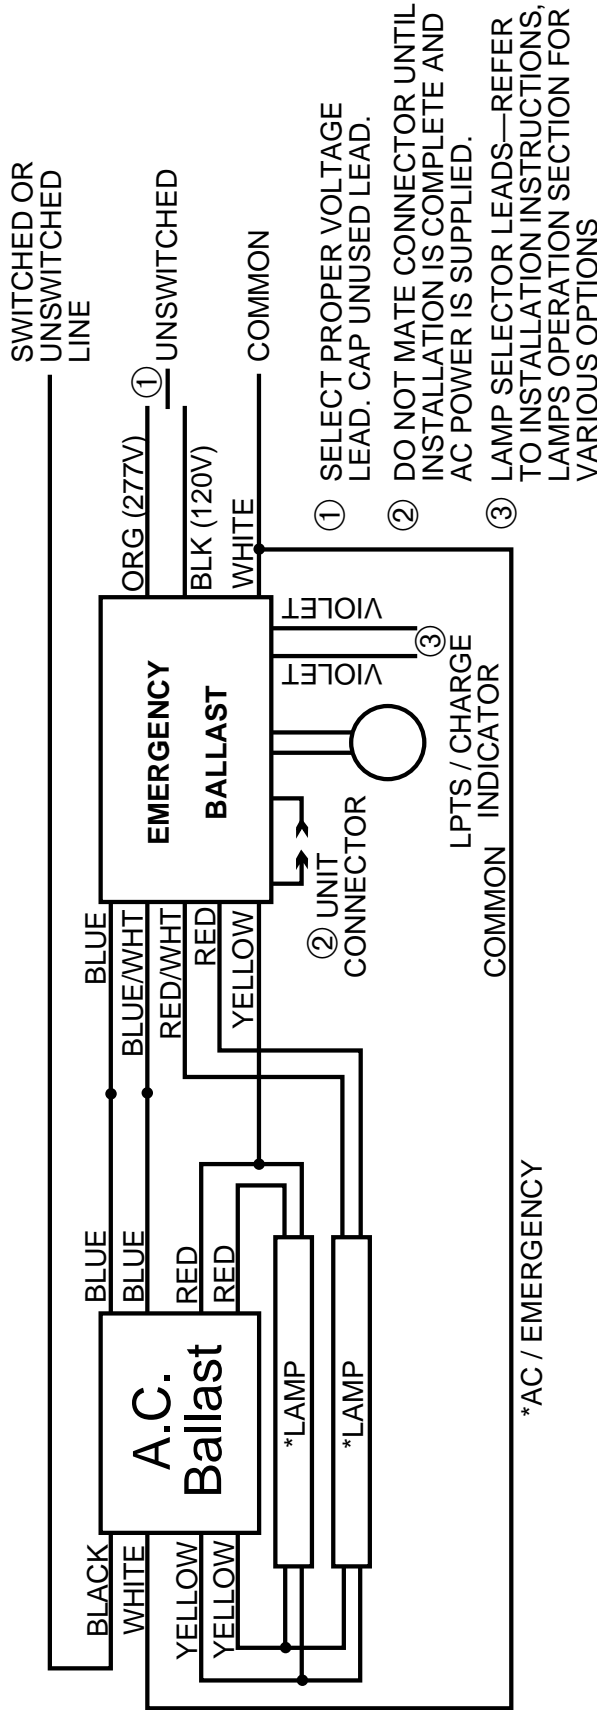 SWITCHED OR
UNSWITCHED
LINE
① UNSWITCHED
COMMON
ORG (277V)
BLK (120V)
WHITE
EMERGENCY
BALLAST
BLUE
BLUE/WHT
RED/WHT
RED
YELLOW
BLUE
BLUE
RED
RED
A.C.
Ballast
BLACK
WHITE
YELLOW
YELLOW
*LAMP
*LAMP
② UNIT
CONNECTOR
VIOLET
VIOLET
③
LPTS / CHARGE
INDICATOR
COMMON
*AC / EMERGENCY
① SELECT PROPER VOLTAGE
LEAD. CAP UNUSED LEAD.
② DO NOT MATE CONNECTOR UNTIL
INSTALLATION IS COMPLETE AND
AC POWER IS SUPPLIED.
③ LAMP SELECTOR LEADS—REFER
TO INSTALLATION INSTRUCTIONS,
LAMPS OPERATION SECTION FOR
VARIOUS OPTIONS